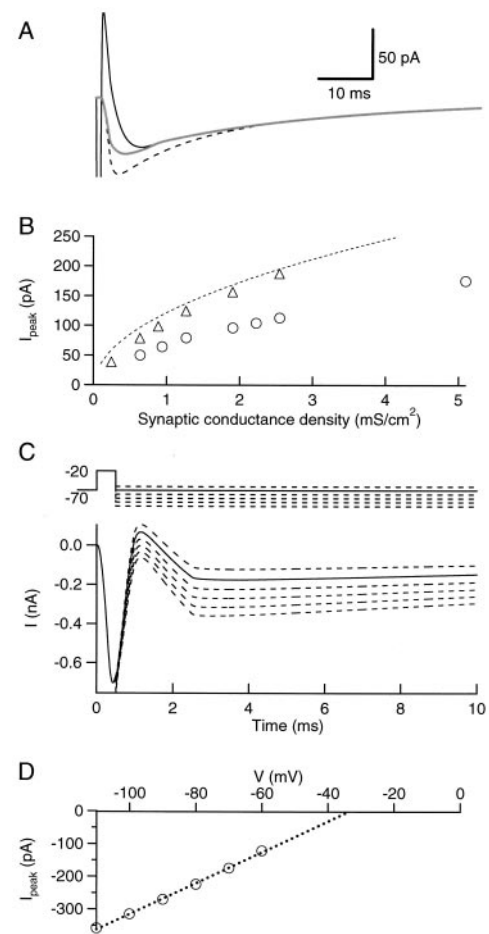 A
50 pA
10 ms
B
250
200
150
100
50
0
I peak (pA)
0 1 2 3 4 5
Synaptic conductance density (mS/cm²)
C
-20
-70
0.0
-0.2
-0.4
-0.6
I (nA)
0 2 4 6 8 10
Time (ms)
D
V (mV)
-100 -80 -60 -40 -20 0
0
-100
-200
-300
I peak (pA)